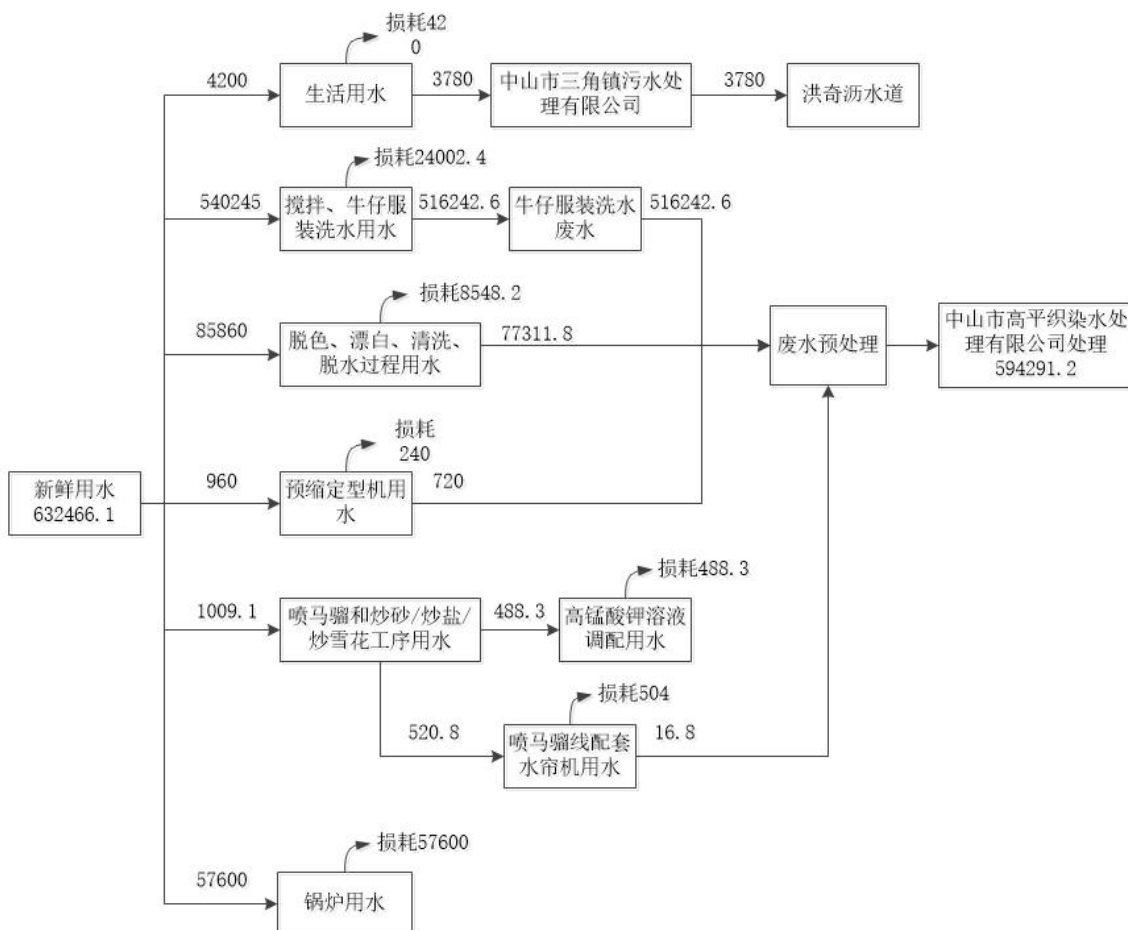 损耗42
0
4200
生活用水
3780
中山市三角镇污水处
理有限公司
3780
洪奇沥水道
损耗24002.4
540245
搅拌、牛仔服
装洗水用水
516242.6
牛仔服装洗水
废水
516242.6
损耗8548.2
85860
脱色、漂白、清洗、
脱水过程用水
77311.8
废水预处理
中山市高平织染水处
理有限公司处理
594291.2
损耗
240
新鲜用水
632466.1
960
预缩定型机用
水
720
损耗488.3
1009.1
喷马骝和炒砂/炒盐/
炒雪花工序用水
488.3
高锰酸钾溶液
调配用水
损耗504
520.8
喷马骝线配套
水帘机用水
16.8
损耗57600
57600
锅炉用水